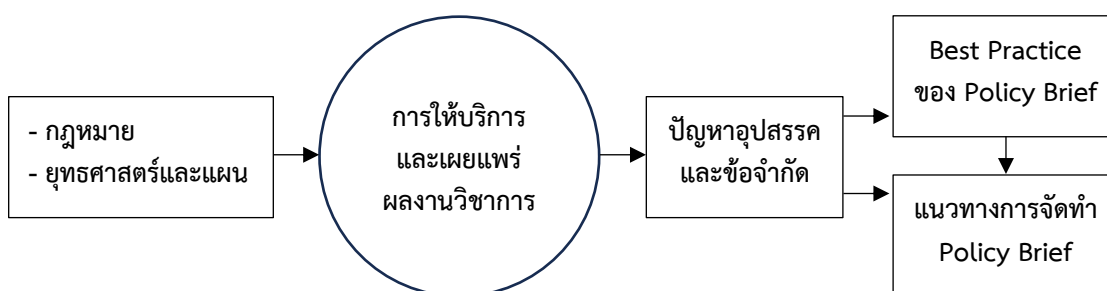 - กฎหมาย
- ยุทธศาสตร์และแผน
การให้บริการ
และเผยแพร่
ผลงานวิชาการ
ปัญหาอุปสรรค
และข้อจำกัด
Best Practice
ของ Policy Brief
แนวทางการจัดทำ
Policy Brief